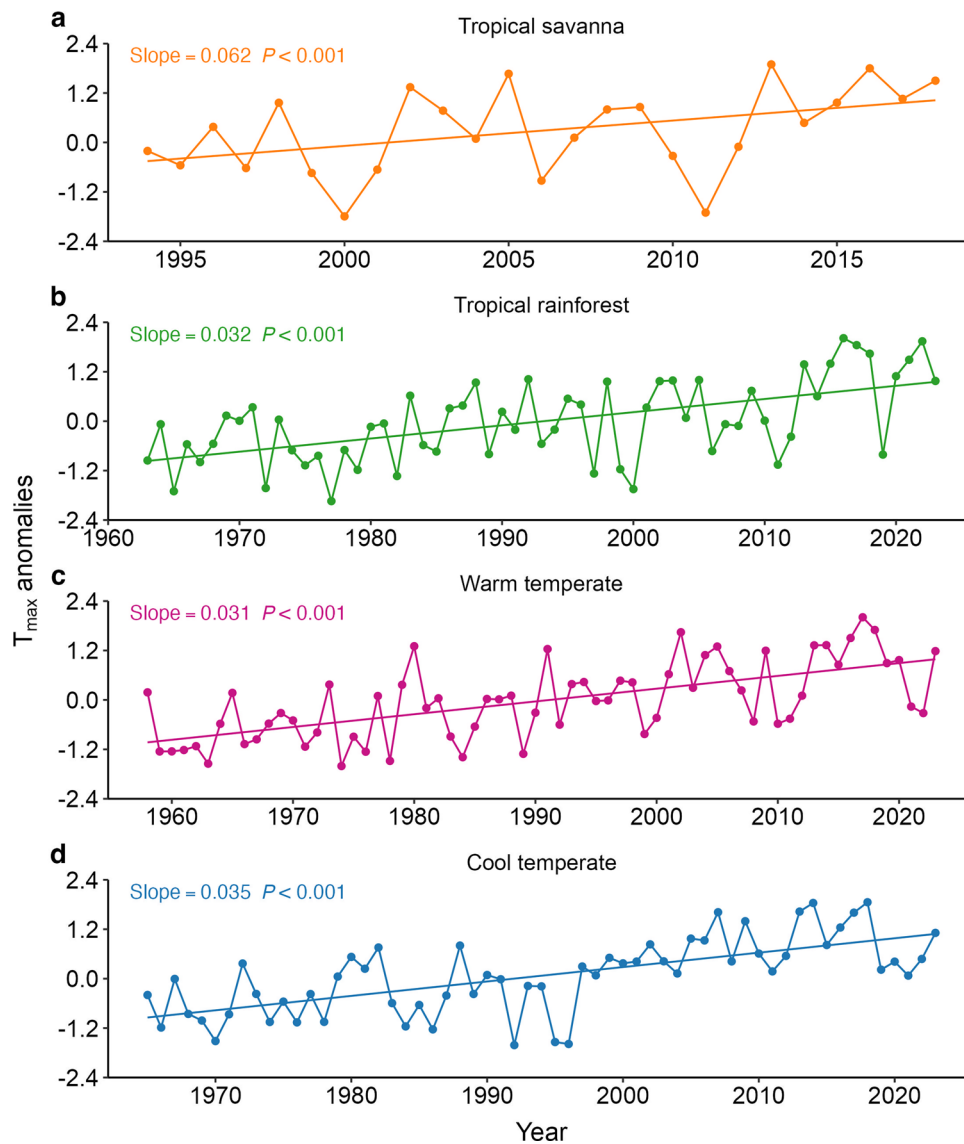 a
Tropical savanna
Slope = 0.062 P < 0.001
2.4
1.2
0.0
-1.2
-2.4
1995 2000 2005 2010 2015
b
Tropical rainforest
Slope = 0.032 P < 0.001
2.4
1.2
0.0
-1.2
-2.4
1960 1970 1980 1990 2000 2010 2020
c
Warm temperate
Slope = 0.031 P < 0.001
2.4
1.2
0.0
-1.2
-2.4
1960 1970 1980 1990 2000 2010 2020
d
Cool temperate
Slope = 0.035 P < 0.001
2.4
1.2
0.0
-1.2
-2.4
1970 1980 1990 2000 2010 2020
Tmax anomalies
Year